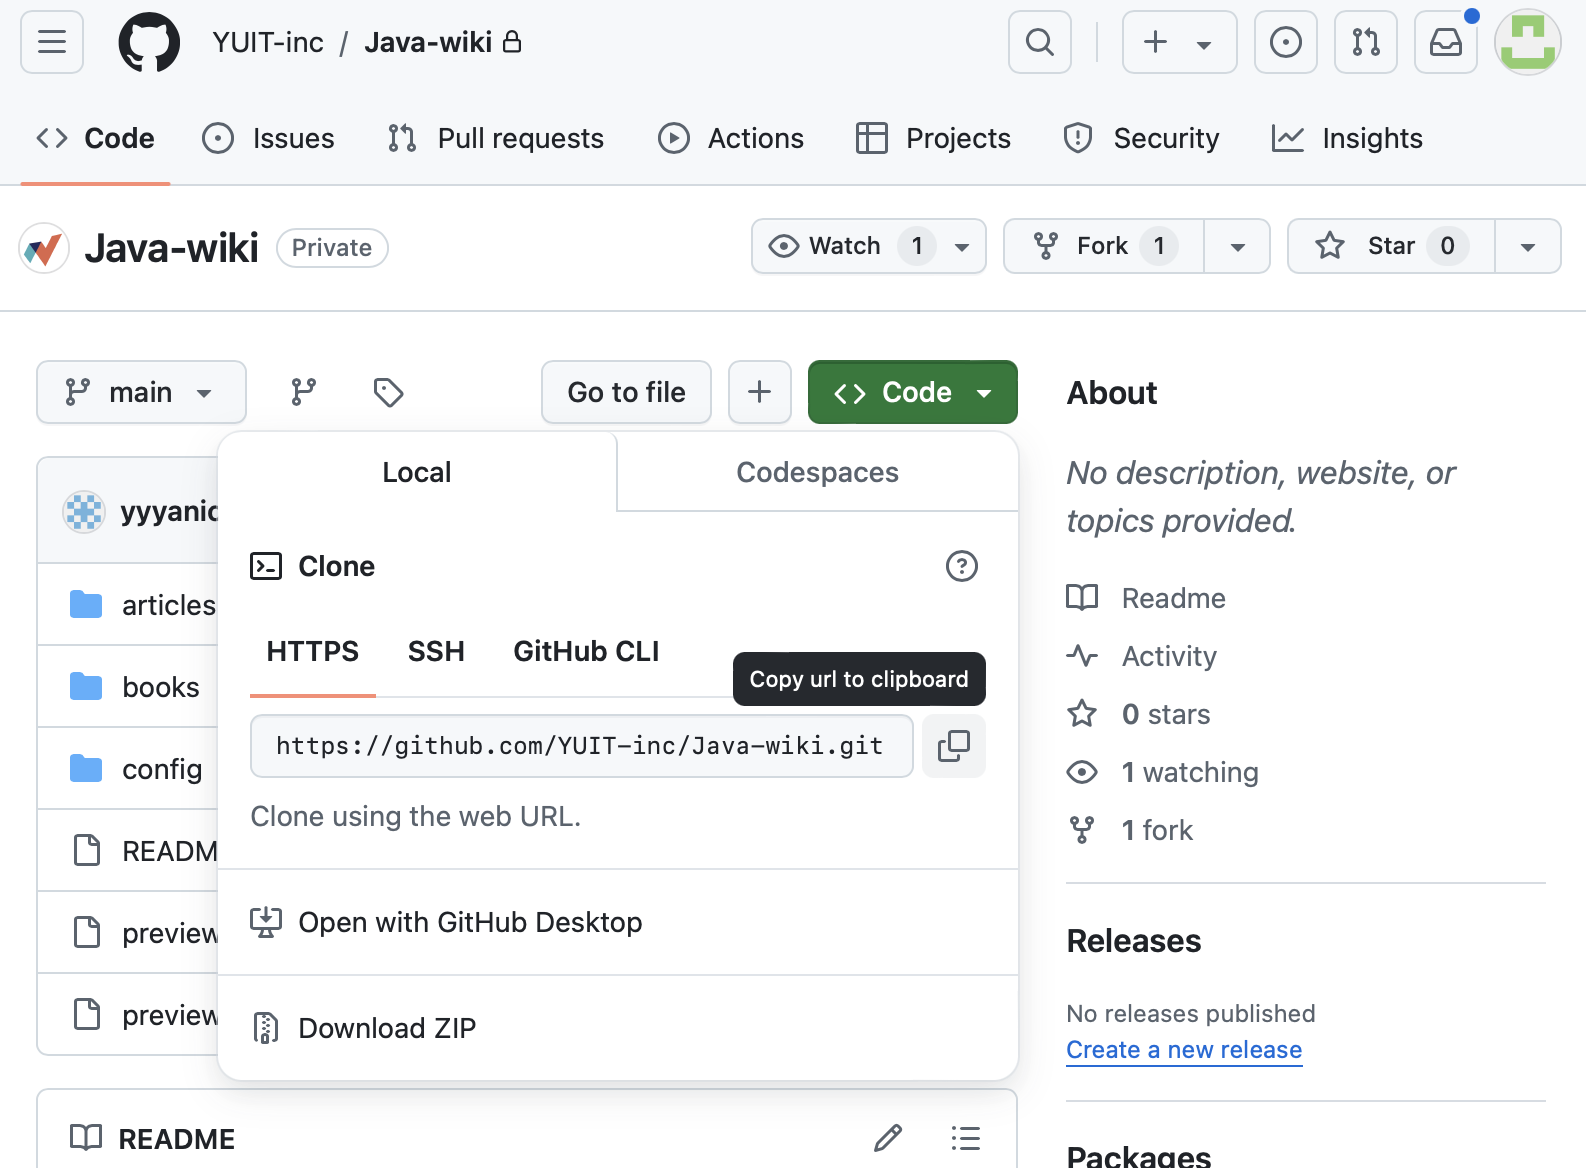 YUIT-inc / Java-wiki
Code Issues Pull requests Actions Projects Security Insights
Java-wiki Private Watch 1 Fork 1 Star 0
main Go to file Code
Local Codespaces
yyyanic
Clone
articles
HTTPS SSH GitHub CLI
Copy url to clipboard
books
https://github.com/YUIT-inc/Java-wiki.git
config
Clone using the web URL.
READM
Open with GitHub Desktop
preview
preview
Download ZIP
README
About
No description, website, or
topics provided.
Readme
Activity
0 stars
1 watching
1 fork
Releases
No releases published
Create a new release
Packages